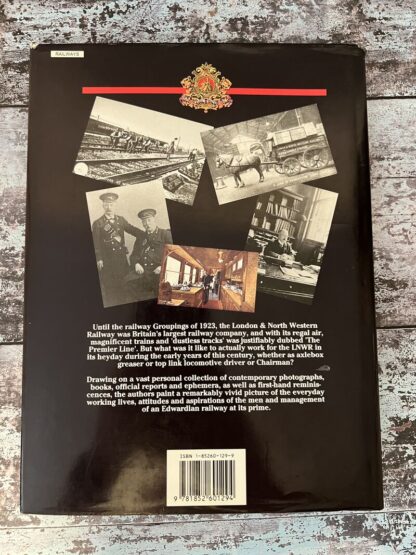 RAILWAYS
Until the railway Groupings of 1923, the London & North Western
Railway was Britain's largest railway company, and with its regal air,
magnificent trains and 'dustless tracks' was justifiably dubbed 'The
Premier Line'. But what was it like to actually work for the LNWR in
its heyday during the early years of this century, whether as axlebox
greaser or top link locomotive driver or Chairman?
Drawing on a vast personal collection of contemporary photographs,
books, official reports and ephemera, as well as first-hand reminis-
cences, the authors paint a remarkably vivid picture of the everyday
working lives, attitudes and aspirations of the men and management
of an Edwardian railway at its prime.
ISBN 1-85260-129-9
9 781852 601294